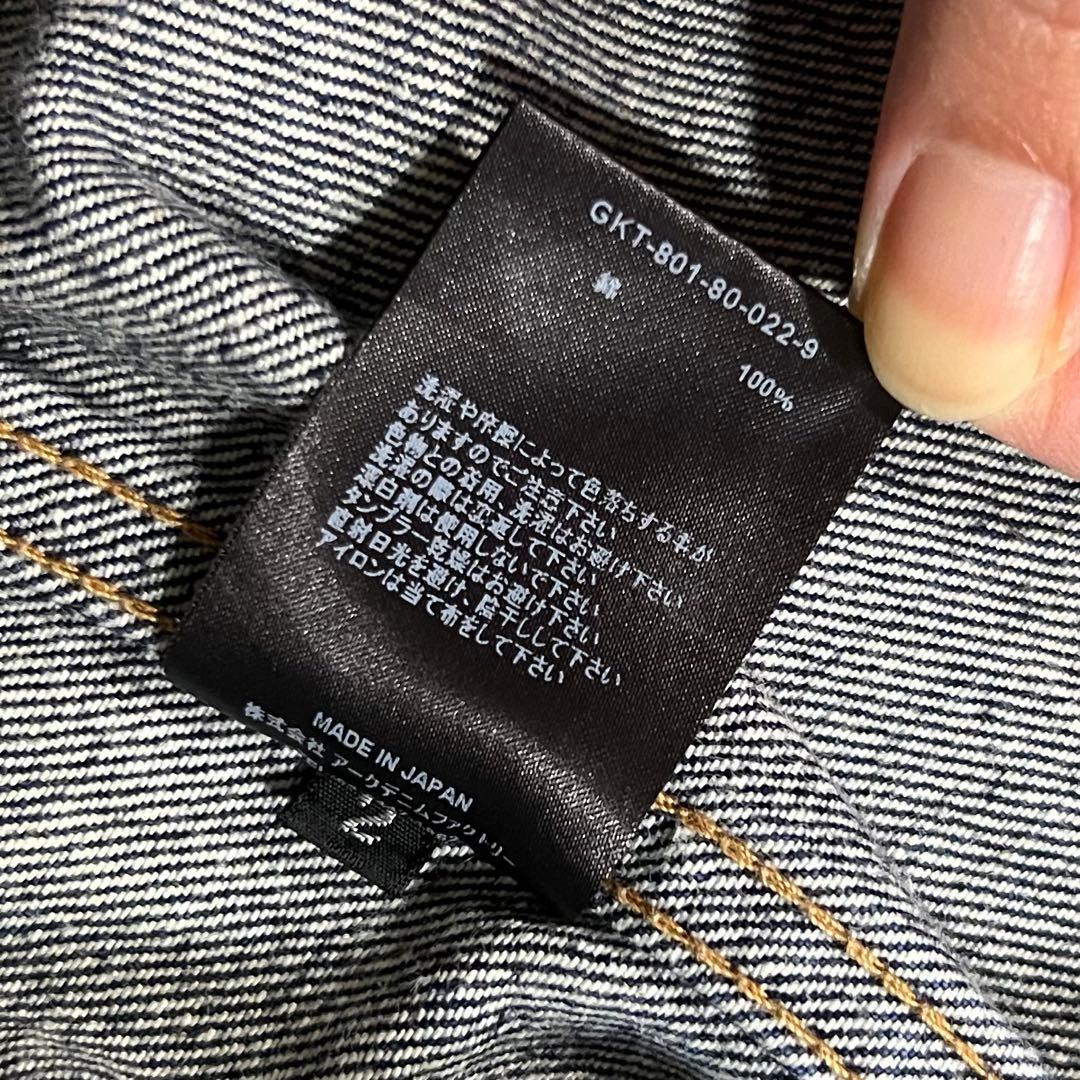 GKT-801-80-022-9
綿 100%
洗濯や摩擦によって色落ちする事が
ありますのでご注意下さい
色物との着用、洗濯はお避け下さい
洗濯の際は裏返して下さい
漂白剤は使用しないで下さい
タンブラー乾燥はお避け下さい
直射日光を避け、陰干しして下さい
アイロンは当て布をして下さい
MADE IN JAPAN
株式会社 アークデニムファクトリー
2